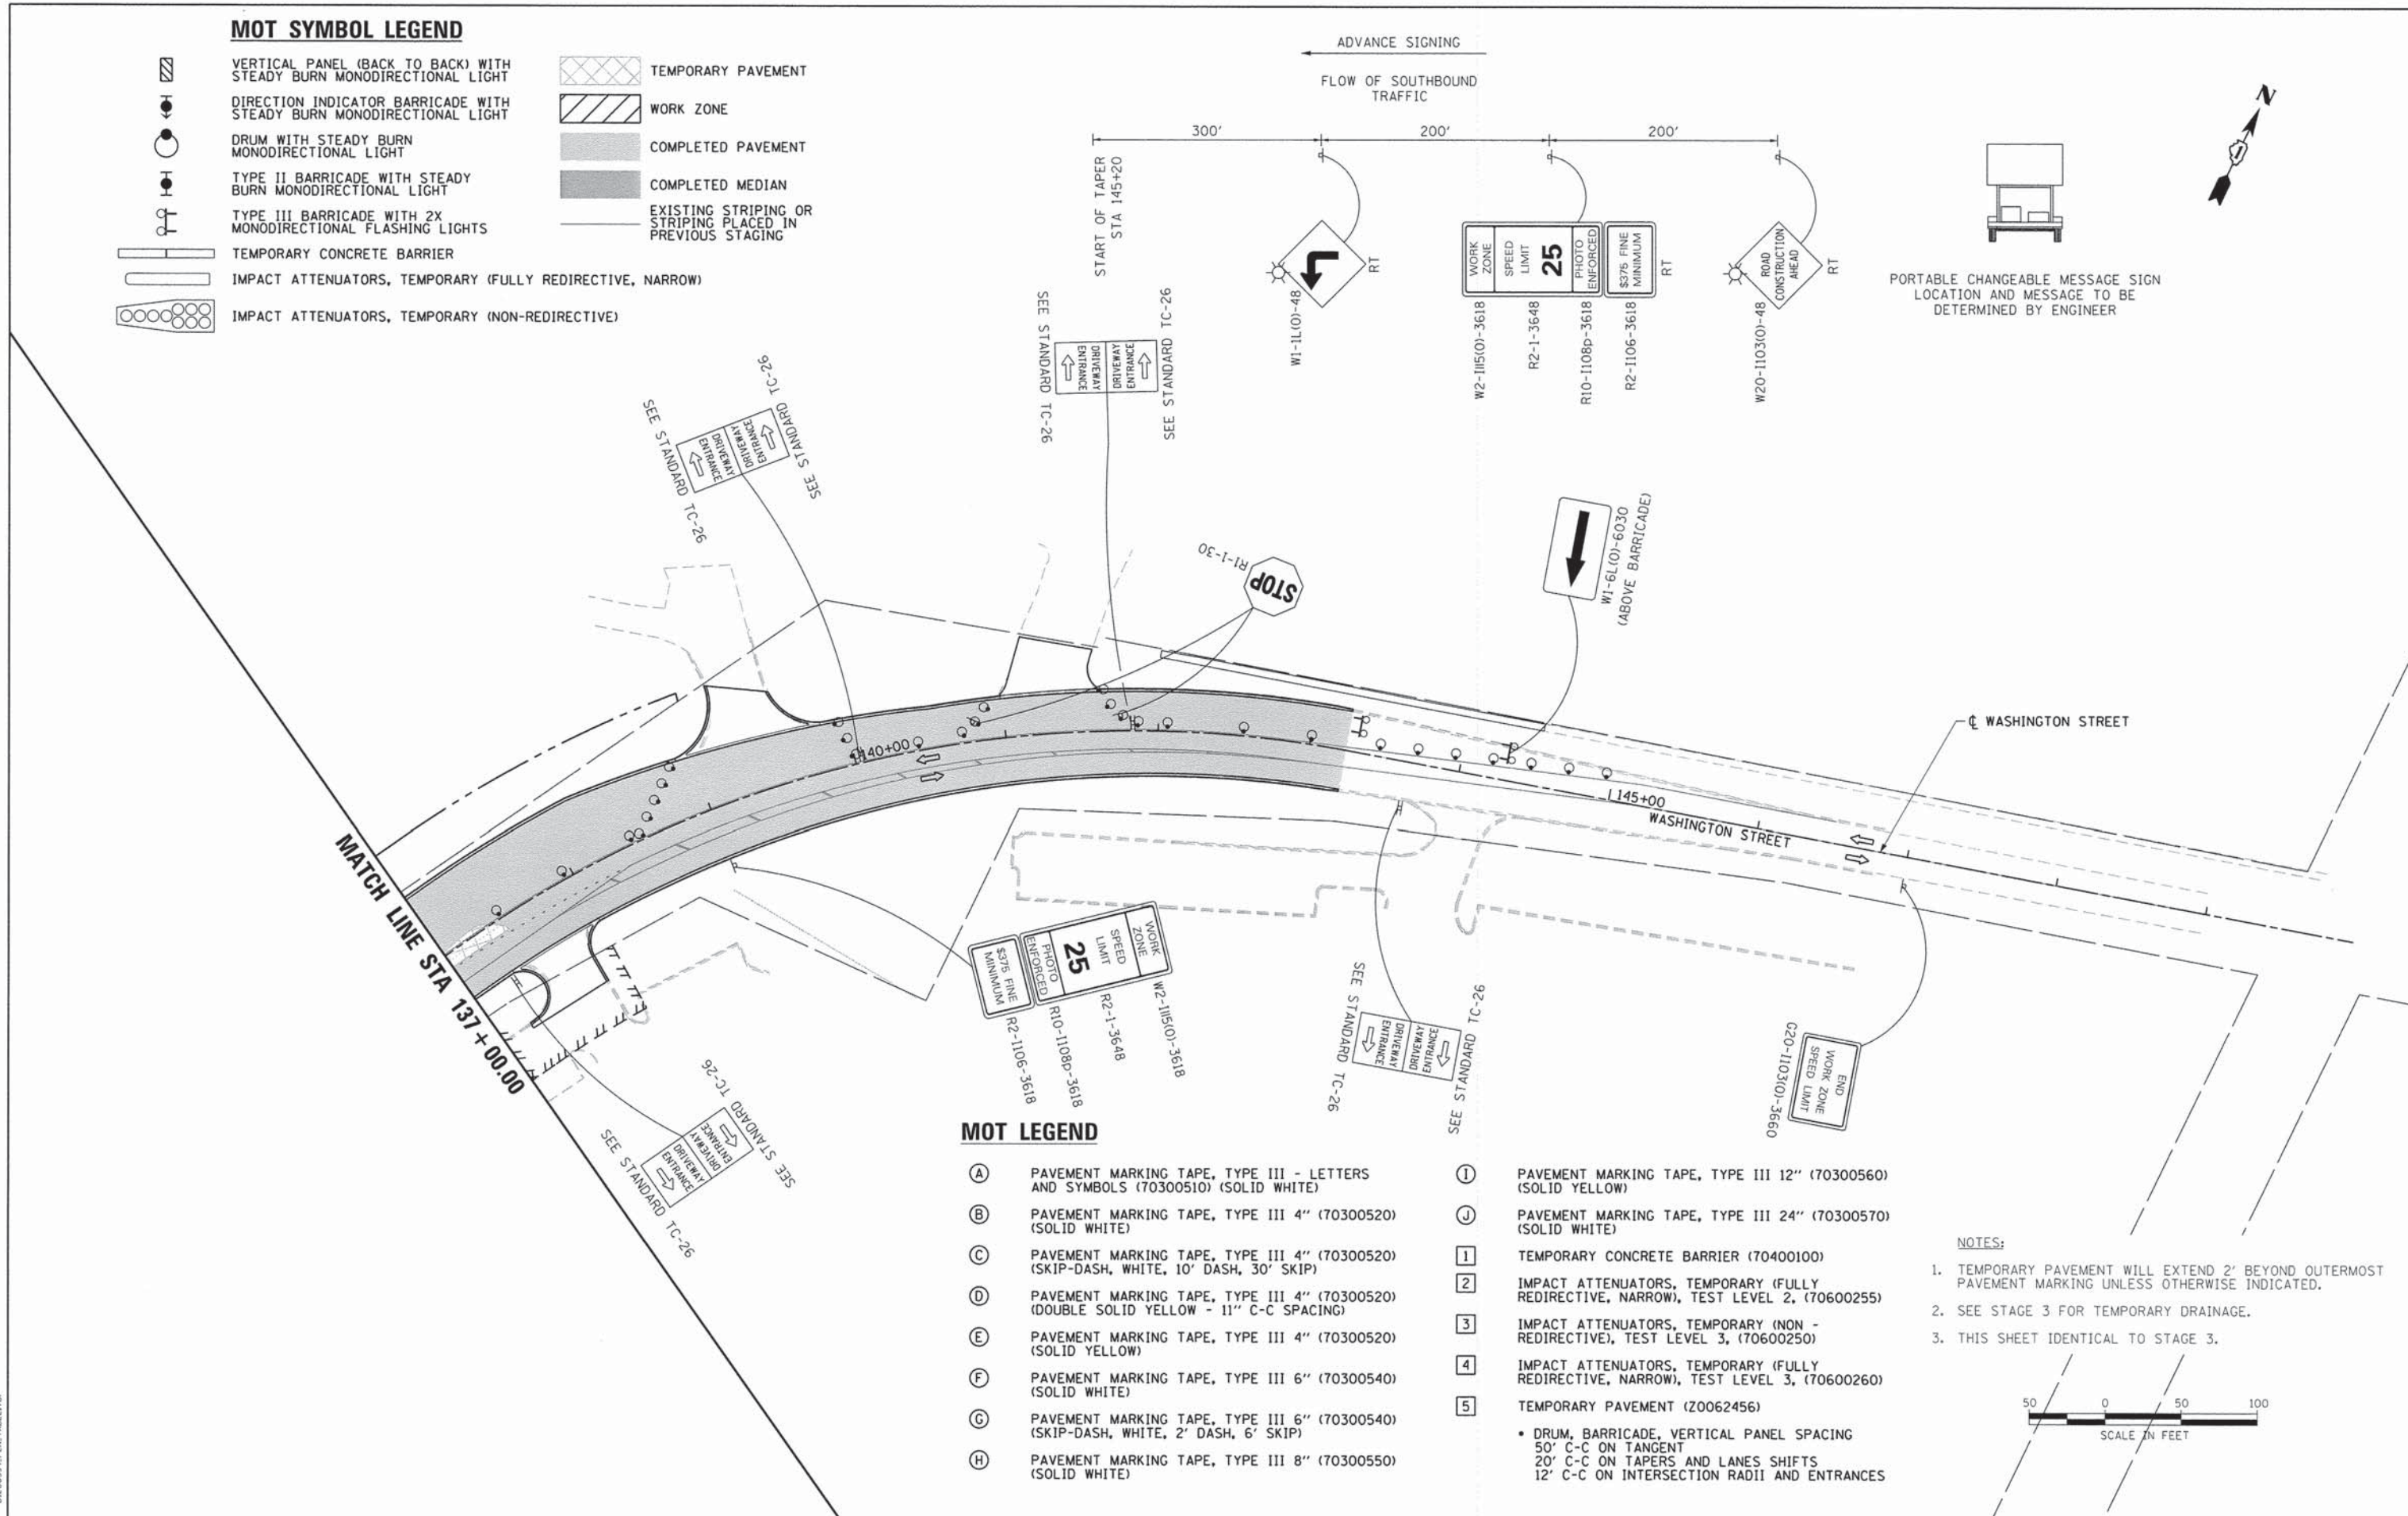 MOT SYMBOL LEGEND
VERTICAL PANEL (BACK TO BACK) WITH
STEADY BURN MONODIRECTIONAL LIGHT
DIRECTION INDICATOR BARRICADE WITH
STEADY BURN MONODIRECTIONAL LIGHT
DRUM WITH STEADY BURN
MONODIRECTIONAL LIGHT
TYPE II BARRICADE WITH STEADY
BURN MONODIRECTIONAL LIGHT
TYPE III BARRICADE WITH 2X
MONODIRECTIONAL FLASHING LIGHTS
TEMPORARY CONCRETE BARRIER
IMPACT ATTENUATORS, TEMPORARY (FULLY REDIRECTIVE, NARROW)
IMPACT ATTENUATORS, TEMPORARY (NON-REDIRECTIVE)
TEMPORARY PAVEMENT
WORK ZONE
COMPLETED PAVEMENT
COMPLETED MEDIAN
EXISTING STRIPING OR
STRIPING PLACED IN
PREVIOUS STAGING
ADVANCE SIGNING
FLOW OF SOUTHBOUND
TRAFFIC
300'
200'
200'
START OF TAPER
STA 145+20
W1-1L(O)-48
RT
WORK
ZONE
SPEED
LIMIT
25
PHOTO
ENFORCED
$375 FINE
MINIMUM
RT
W2-I115(O)-3618
R2-1-3648
R10-I108p-3618
R2-I106-3618
ROAD
CONSTRUCTION
AHEAD
RT
W20-I103(O)-48
N
PORTABLE CHANGEABLE MESSAGE SIGN
LOCATION AND MESSAGE TO BE
DETERMINED BY ENGINEER
SEE STANDARD TC-26
DRIVEWAY
ENTRANCE
DRIVEWAY
ENTRANCE
SEE STANDARD TC-26
SEE STANDARD TC-26
DRIVEWAY
ENTRANCE
DRIVEWAY
ENTRANCE
SEE STANDARD TC-26
R1-1-30
STOP
W1-6L(O)-6030
(ABOVE BARRICADE)
℄ WASHINGTON STREET
140+00
145+00
WASHINGTON STREET
MATCH LINE STA 137+00.00
$375 FINE
MINIMUM
PHOTO
ENFORCED
25
SPEED
LIMIT
WORK
ZONE
R2-I106-3618
R10-I108p-3618
R2-1-3648
W2-I115(O)-3618
SEE STANDARD TC-26
DRIVEWAY
ENTRANCE
DRIVEWAY
ENTRANCE
SEE STANDARD TC-26
G20-I103(O)-3660
END
WORK ZONE
SPEED LIMIT
SEE STANDARD TC-26
DRIVEWAY
ENTRANCE
DRIVEWAY
ENTRANCE
SEE STANDARD TC-26
MOT LEGEND
A PAVEMENT MARKING TAPE, TYPE III - LETTERS
AND SYMBOLS (70300510) (SOLID WHITE)
B PAVEMENT MARKING TAPE, TYPE III 4" (70300520)
(SOLID WHITE)
C PAVEMENT MARKING TAPE, TYPE III 4" (70300520)
(SKIP-DASH, WHITE, 10' DASH, 30' SKIP)
D PAVEMENT MARKING TAPE, TYPE III 4" (70300520)
(DOUBLE SOLID YELLOW - 11" C-C SPACING)
E PAVEMENT MARKING TAPE, TYPE III 4" (70300520)
(SOLID YELLOW)
F PAVEMENT MARKING TAPE, TYPE III 6" (70300540)
(SOLID WHITE)
G PAVEMENT MARKING TAPE, TYPE III 6" (70300540)
(SKIP-DASH, WHITE, 2' DASH, 6' SKIP)
H PAVEMENT MARKING TAPE, TYPE III 8" (70300550)
(SOLID WHITE)
I PAVEMENT MARKING TAPE, TYPE III 12" (70300560)
(SOLID YELLOW)
J PAVEMENT MARKING TAPE, TYPE III 24" (70300570)
(SOLID WHITE)
1 TEMPORARY CONCRETE BARRIER (70400100)
2 IMPACT ATTENUATORS, TEMPORARY (FULLY
REDIRECTIVE, NARROW), TEST LEVEL 2, (70600255)
3 IMPACT ATTENUATORS, TEMPORARY (NON -
REDIRECTIVE), TEST LEVEL 3, (70600250)
4 IMPACT ATTENUATORS, TEMPORARY (FULLY
REDIRECTIVE, NARROW), TEST LEVEL 3, (70600260)
5 TEMPORARY PAVEMENT (Z0062456)
• DRUM, BARRICADE, VERTICAL PANEL SPACING
50' C-C ON TANGENT
20' C-C ON TAPERS AND LANES SHIFTS
12' C-C ON INTERSECTION RADII AND ENTRANCES
NOTES:
1. TEMPORARY PAVEMENT WILL EXTEND 2' BEYOND OUTERMOST
PAVEMENT MARKING UNLESS OTHERWISE INDICATED.
2. SEE STAGE 3 FOR TEMPORARY DRAINAGE.
3. THIS SHEET IDENTICAL TO STAGE 3.
50 0 50 100
SCALE IN FEET